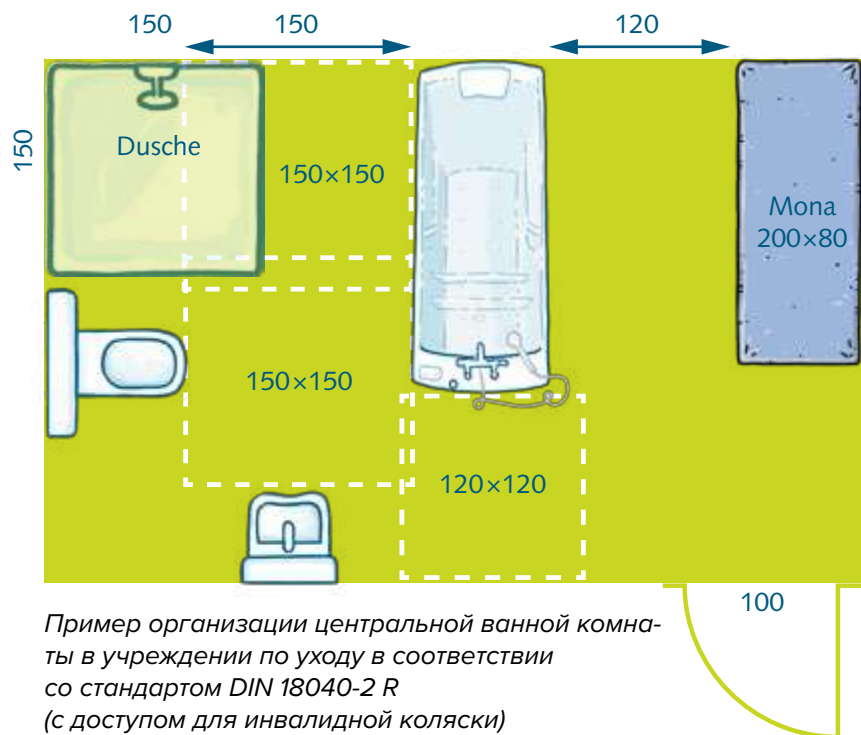 150 150 120
150
Dusche
150×150
Mona
200×80
150×150
120×120
100
Пример организации центральной ванной комна-
ты в учреждении по уходу в соответствии
со стандартом DIN 18040-2 R
(с доступом для инвалидной коляски)